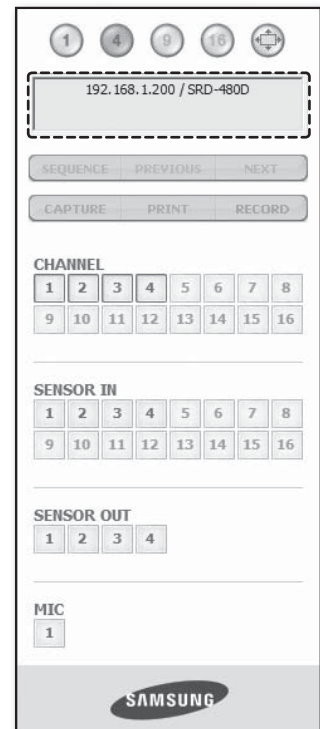 1 4 9 16
192.168.1.200 / SRD-480D
SEQUENCE PREVIOUS NEXT
CAPTURE PRINT RECORD
CHANNEL
1 2 3 4 5 6 7 8
9 10 11 12 13 14 15 16
SENSOR IN
1 2 3 4 5 6 7 8
9 10 11 12 13 14 15 16
SENSOR OUT
1 2 3 4
MIC
1
SAMSUNG